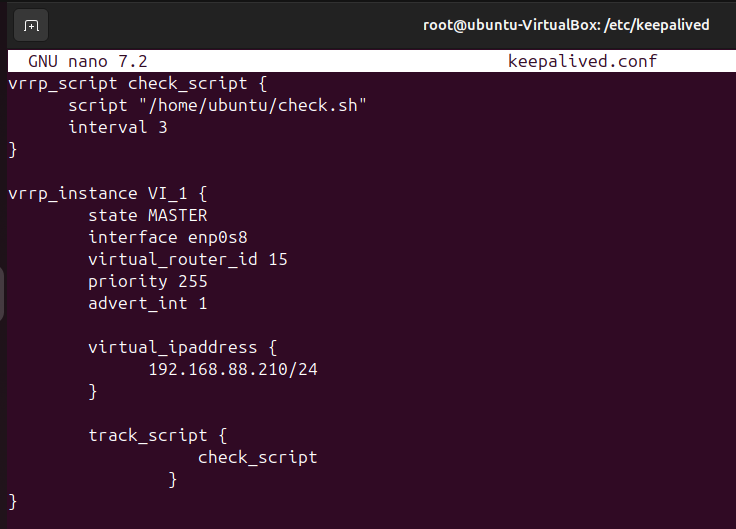 root@ubuntu-VirtualBox: /etc/keepalived
GNU nano 7.2 keepalived.conf
vrrp_script check_script {
script "/home/ubuntu/check.sh"
interval 3
}
vrrp_instance VI_1 {
state MASTER
interface enp0s8
virtual_router_id 15
priority 255
advert_int 1
virtual_ipaddress {
192.168.88.210/24
}
track_script {
check_script
}
}